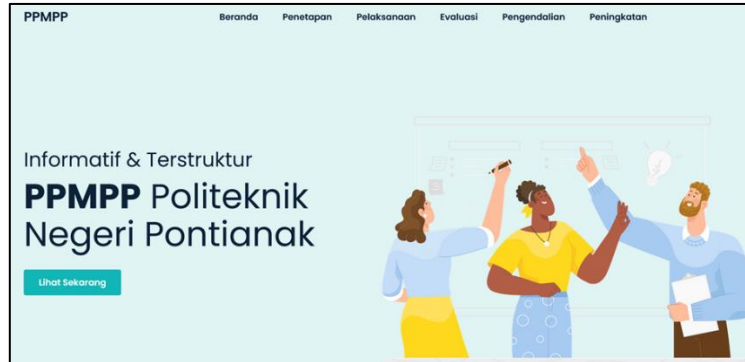 PPMPP Beranda Penetapan Pelaksanaan Evaluasi Pengendalian Peningkatan
Informatif & Terstruktur
PPMPP Politeknik
Negeri Pontianak
Lihat Sekarang